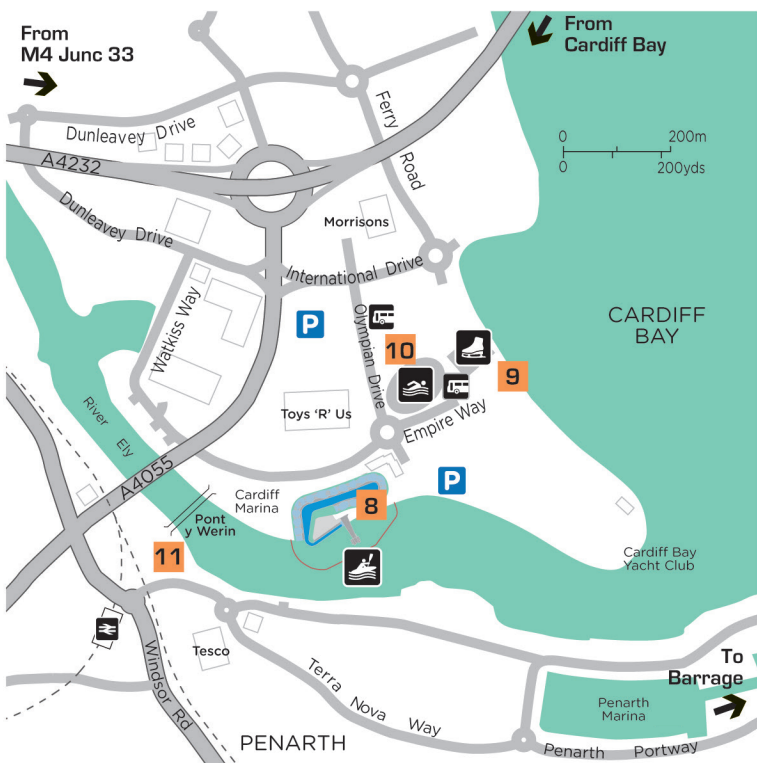 From
M4 Junc 33
From
Cardiff Bay
Dunleavey Drive
Ferry
Road
0
200m
0
200yds
A4232
Dunleavey Drive
Morrisons
International Drive
CARDIFF
BAY
Watkiss Way
P
Olympian Drive
10
9
Toys ‘R’ Us
Empire Way
River Ely
A4055
P
Cardiff
Marina
8
Pont
y Werin
11
Cardiff Bay
Yacht Club
Tesco
Windsor Rd
Terra Nova Way
To
Barrage
Penarth
Marina
PENARTH
Penarth Portway